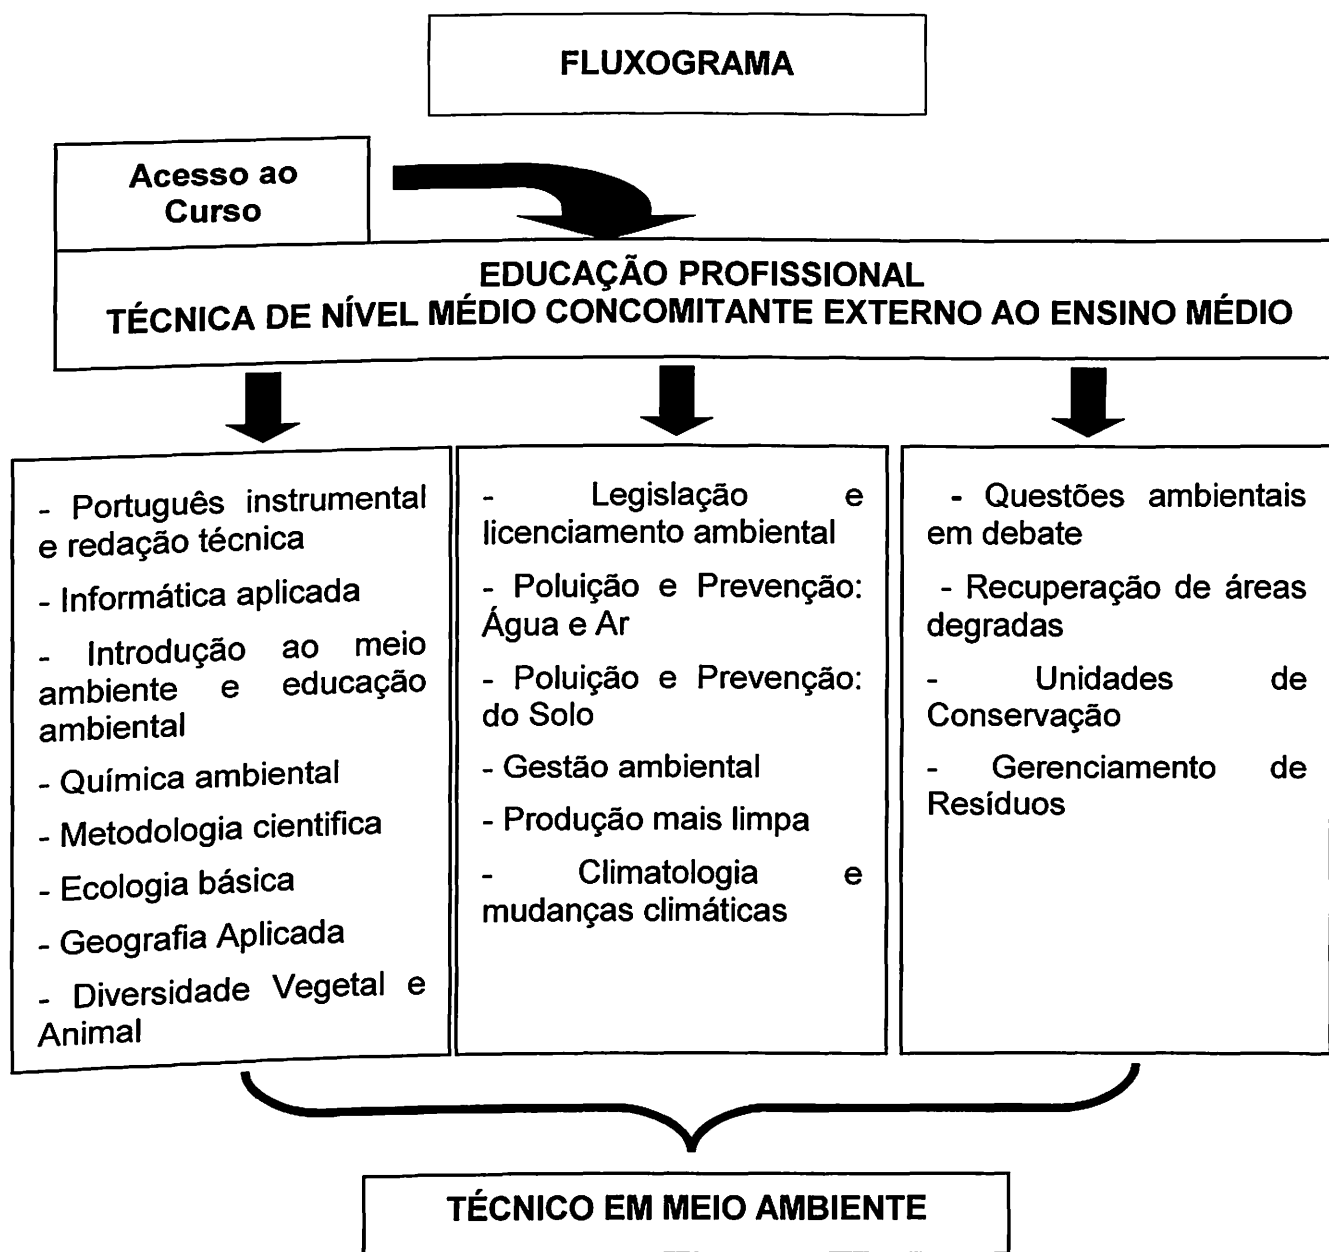 FLUXOGRAMA
Acesso ao
Curso
EDUCAÇÃO PROFISSIONAL
TÉCNICA DE NÍVEL MÉDIO CONCOMITANTE EXTERNO AO ENSINO MÉDIO
- Português instrumental
e redação técnica
- Informática aplicada
- Introdução ao meio
ambiente e educação
ambiental
- Química ambiental
- Metodologia cientifica
- Ecologia básica
- Geografia Aplicada
- Diversidade Vegetal e
Animal
- Legislação e
licenciamento ambiental
- Poluição e Prevenção:
Água e Ar
- Poluição e Prevenção:
do Solo
- Gestão ambiental
- Produção mais limpa
- Climatologia e
mudanças climáticas
- Questões ambientais
em debate
- Recuperação de áreas
degradas
- Unidades de
Conservação
- Gerenciamento de
Resíduos
TÉCNICO EM MEIO AMBIENTE